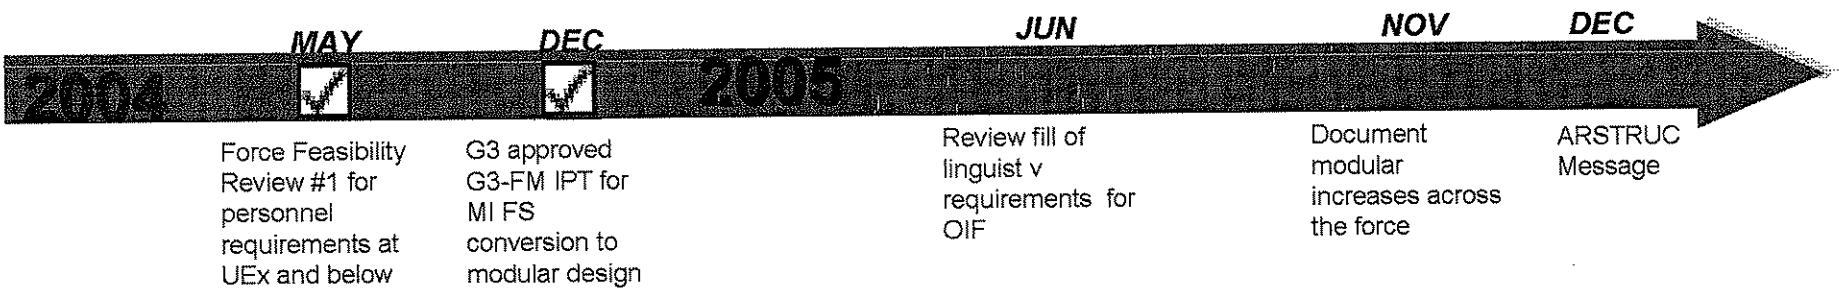 MAY
DEC
JUN
NOV
DEC
2004
2005
Force Feasibility
Review #1 for
personnel
requirements at
UEx and below
G3 approved
G3-FM IPT for
MI FS
conversion to
modular design
Review fill of
linguist v
requirements for
OIF
Document
modular
increases across
the force
ARSTRUC
Message